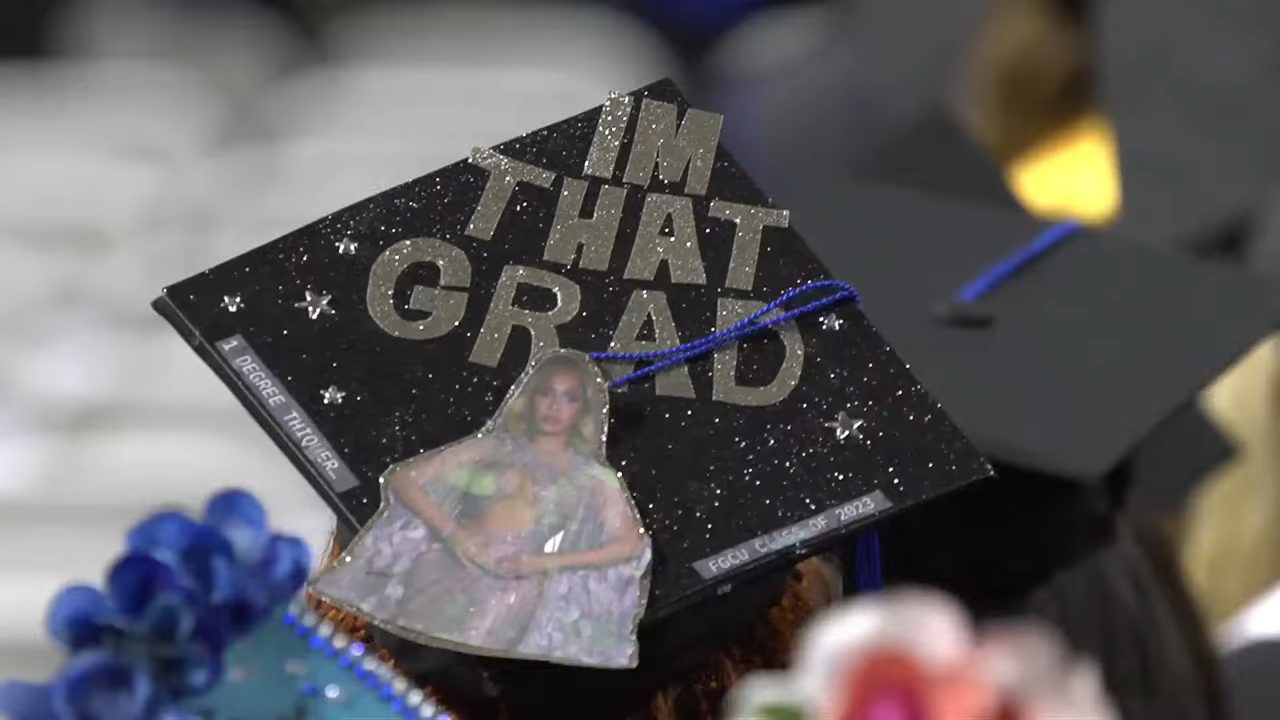 IM
THAT
GRAD
1 DEGREE THIQUER...
FGCU CLASS OF 2023